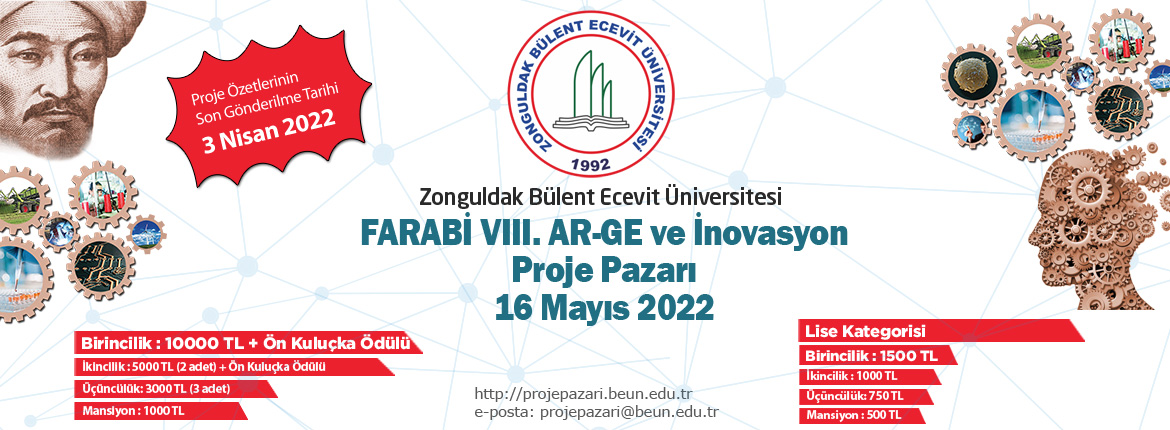 Proje Özetlerinin
Son Gönderilme Tarihi
3 Nisan 2022
ZONGULDAK BÜLENT ECEVİT ÜNİVERSİTESİ
1992
Zonguldak Bülent Ecevit Üniversitesi
FARABİ VIII. AR-GE ve İnovasyon
Proje Pazarı
16 Mayıs 2022
Birincilik : 10000 TL + Ön Kuluçka Ödülü
İkincilik : 5000 TL (2 adet) + Ön Kuluçka Ödülü
Üçüncülük: 3000 TL (3 adet)
Mansiyon : 1000 TL
http://projepazari.beun.edu.tr
e-posta: projepazari@beun.edu.tr
Lise Kategorisi
Birincilik : 1500 TL
İkincilik : 1000 TL
Üçüncülük: 750 TL
Mansiyon : 500 TL